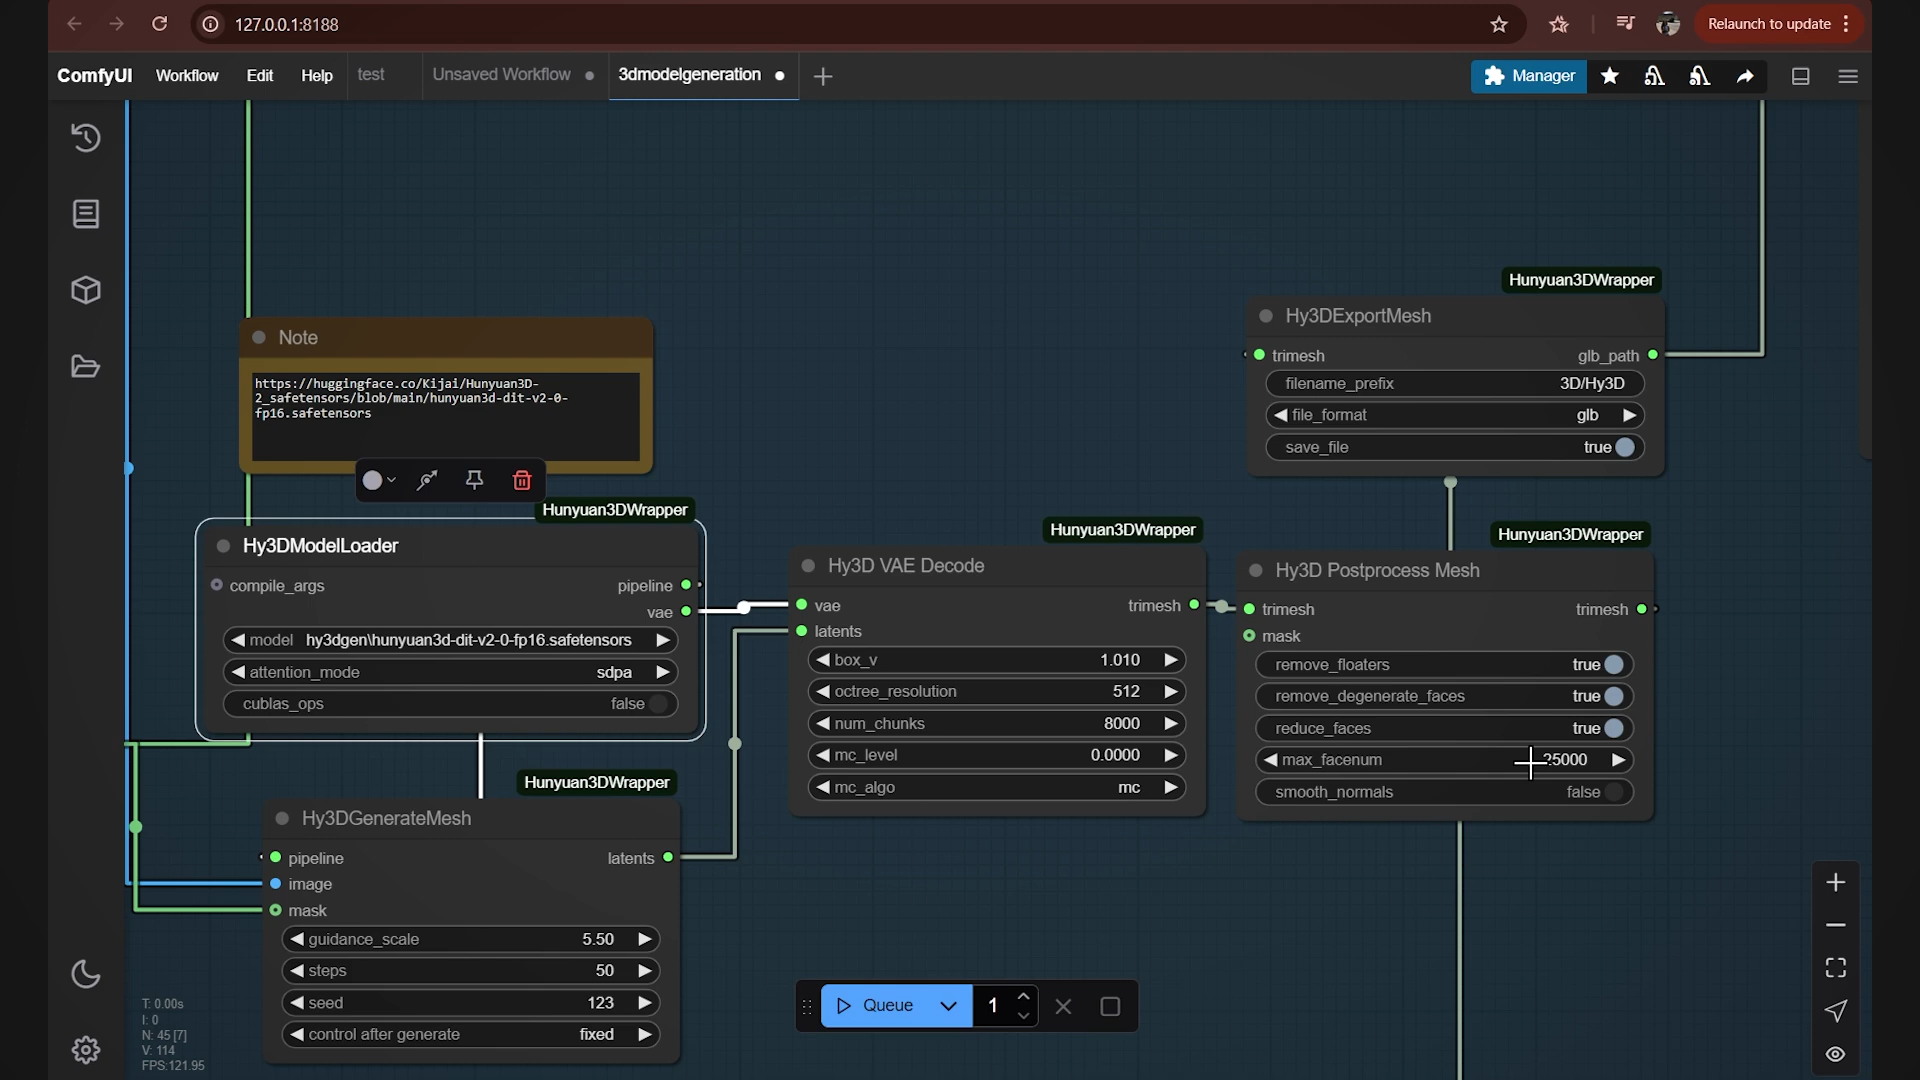 127.0.0.1:8188
Relaunch to update
ComfyUI
Workflow
Edit
Help
test
Unsaved Workflow
3dmodelgeneration
Manager
Hunyuan3DWrapper
Hy3DExportMesh
trimesh
glb_path
filename_prefix
3D/Hy3D
file_format
glb
save_file
true
Note
https://huggingface.co/Kijai/Hunyuan3D-
2_safetensors/blob/main/hunyuan3d-dit-v2-0-
fp16.safetensors
Hunyuan3DWrapper
Hy3DModelLoader
compile_args
pipeline
vae
model
hy3dgen\hunyuan3d-dit-v2-0-fp16.safetensors
attention_mode
sdpa
cublas_ops
false
Hunyuan3DWrapper
Hy3D VAE Decode
vae
trimesh
latents
box_v
1.010
octree_resolution
512
num_chunks
8000
mc_level
0.0000
mc_algo
mc
Hunyuan3DWrapper
Hy3D Postprocess Mesh
trimesh
trimesh
mask
remove_floaters
true
remove_degenerate_faces
true
reduce_faces
true
max_facenum
smooth_normals
false
Hunyuan3DWrapper
Hy3DGenerateMesh
pipeline
latents
image
mask
guidance_scale
5.50
steps
50
seed
123
control after generate
fixed
Queue
1
T: 0.00s
I: 0
N: 45 [7]
V: 114
FPS:121.95